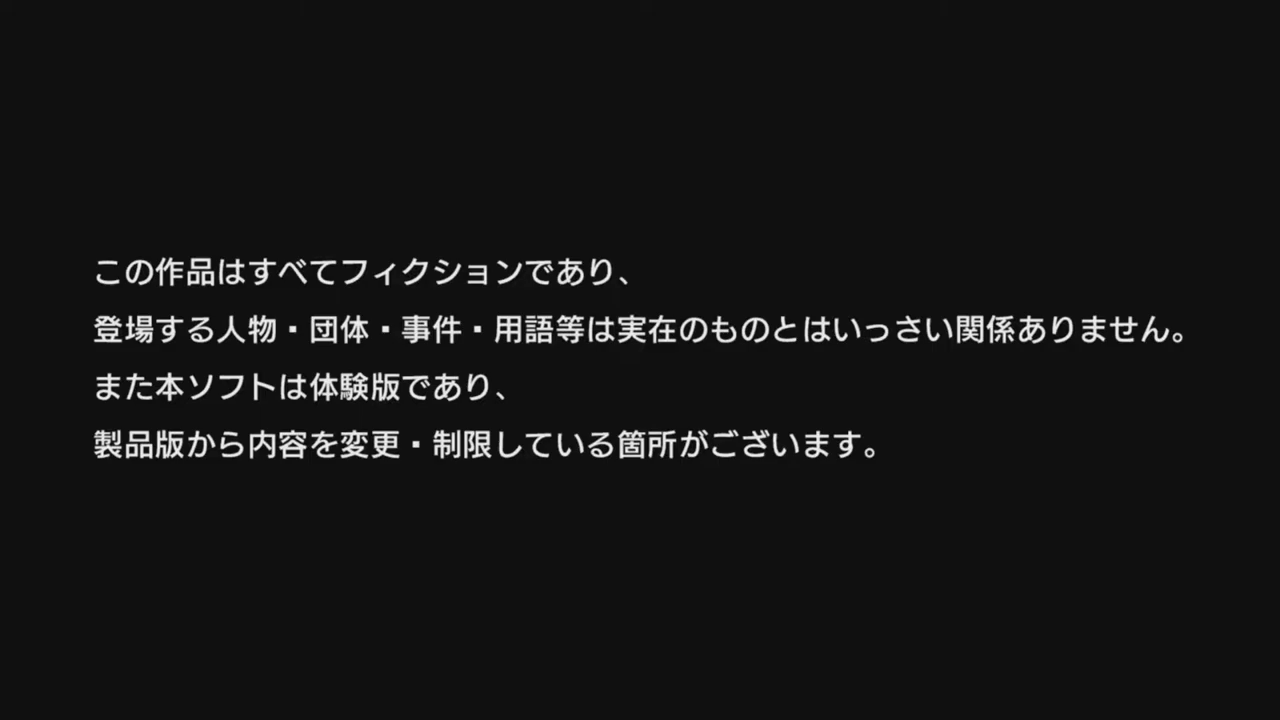 この作品はすべてフィクションであり、
登場する人物・団体・事件・用語等は実在のものとはいっさい関係ありません。
また本ソフトは体験版であり、
製品版から内容を変更・制限している箇所がございます。